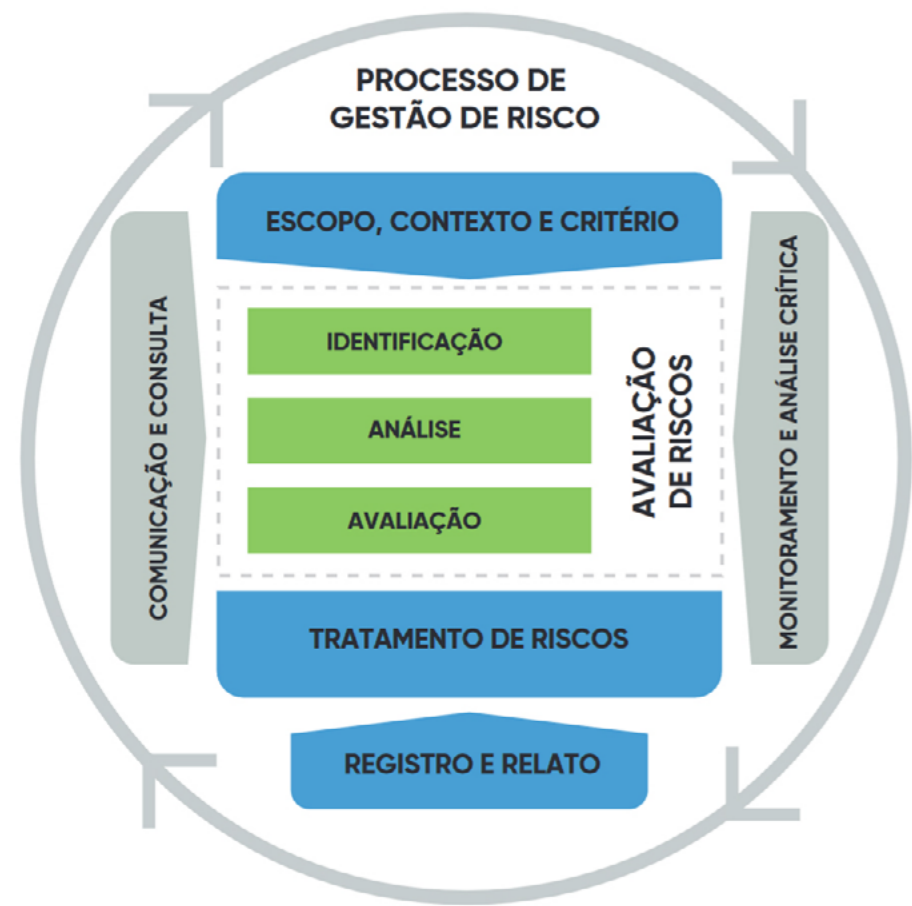 PROCESSO DE
GESTÃO DE RISCO
ESCOPO, CONTEXTO E CRITÉRIO
COMUNICAÇÃO E CONSULTA
IDENTIFICAÇÃO
ANÁLISE
AVALIAÇÃO
AVALIAÇÃO
DE RISCOS
MONITORAMENTO E ANÁLISE CRÍTICA
TRATAMENTO DE RISCOS
REGISTRO E RELATO